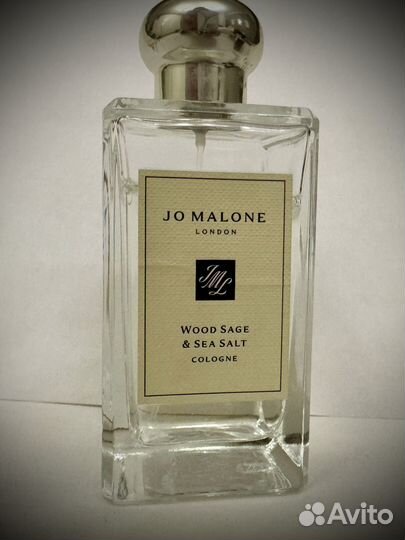 JO MALONE
LONDON
JML
WOOD SAGE
& SEA SALT
COLOGNE
Avito